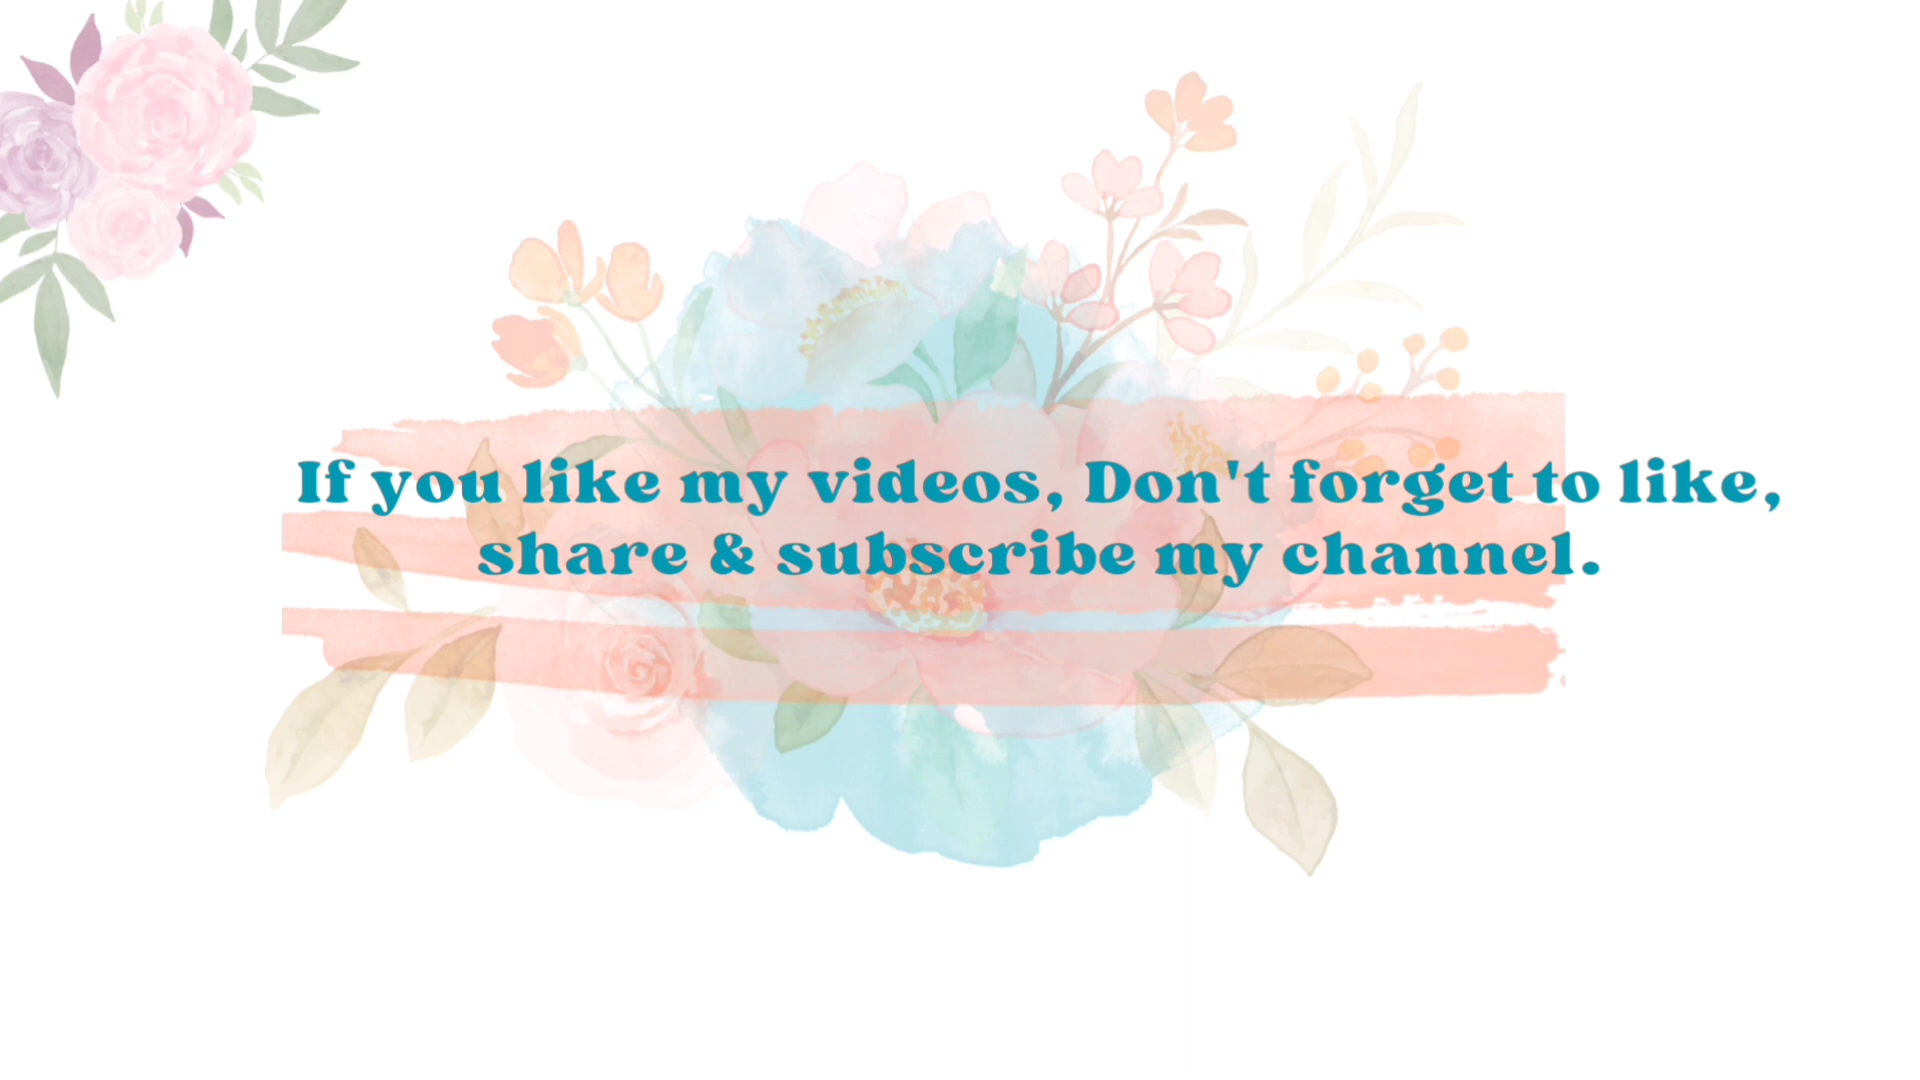 If you like my videos, Don't forget to like,
share & subscribe my channel.